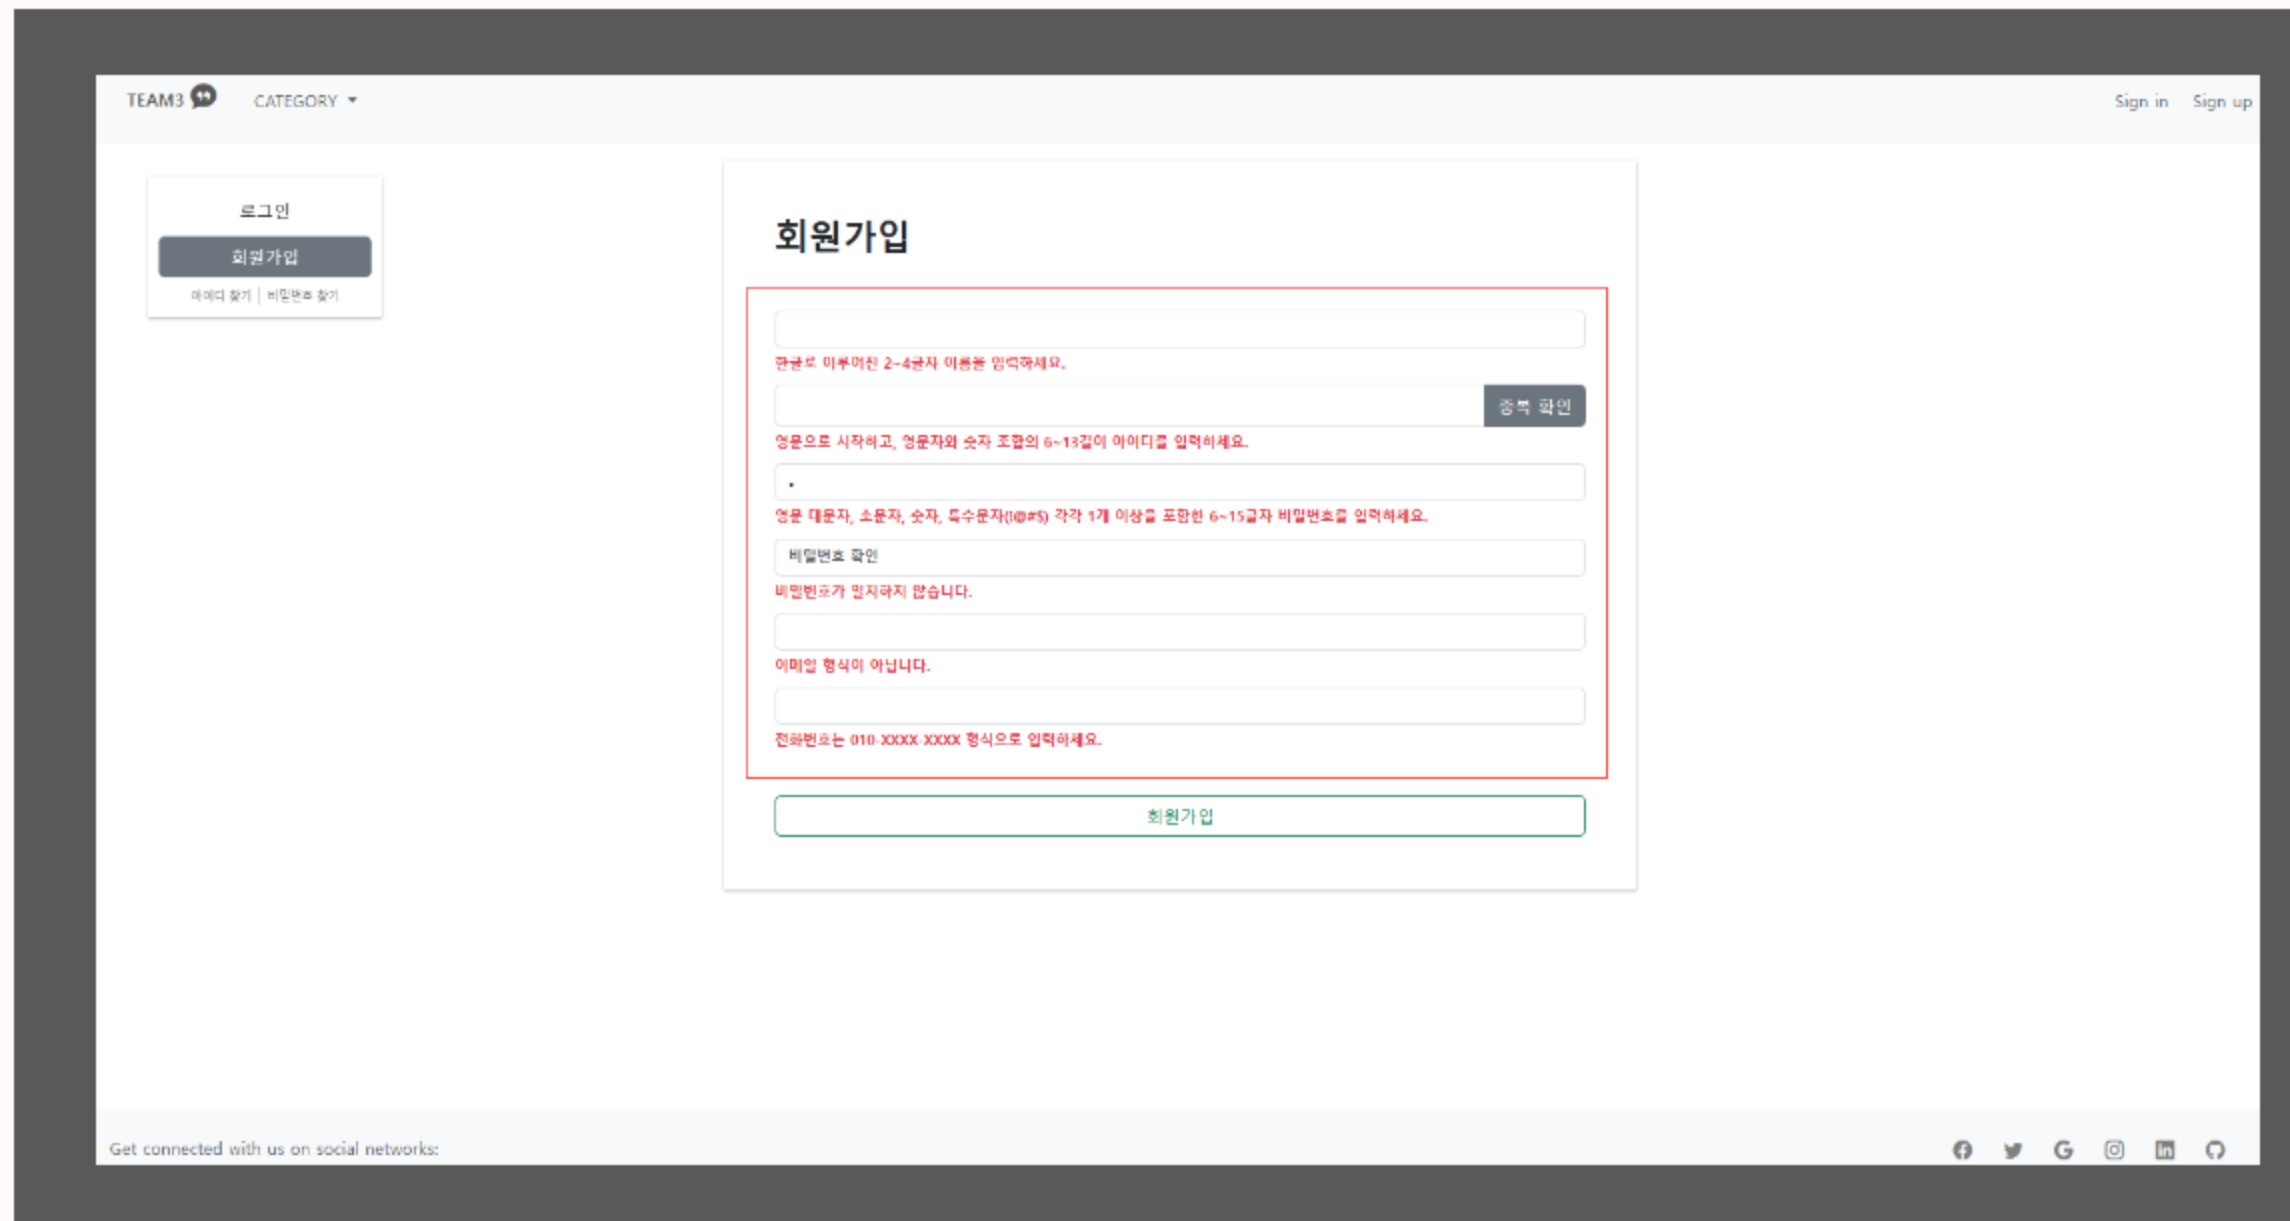 TEAM3 CATEGORY Sign in Sign up
로그인
회원가입
아이디 찾기 | 비밀번호 찾기
회원가입
한글로 이루어진 2~4글자 이름을 입력하세요.
중복 확인
영문으로 시작하고, 영문자와 숫자 조합의 6~13길이 아이디를 입력하세요.
영문 대문자, 소문자, 숫자, 특수문자(!@#$) 각각 1개 이상을 포함한 6~15글자 비밀번호를 입력하세요.
비밀번호 확인
비밀번호가 일치하지 않습니다.
이메일 형식이 아닙니다.
전화번호는 010-XXXX-XXXX 형식으로 입력하세요.
회원가입
Get connected with us on social networks: